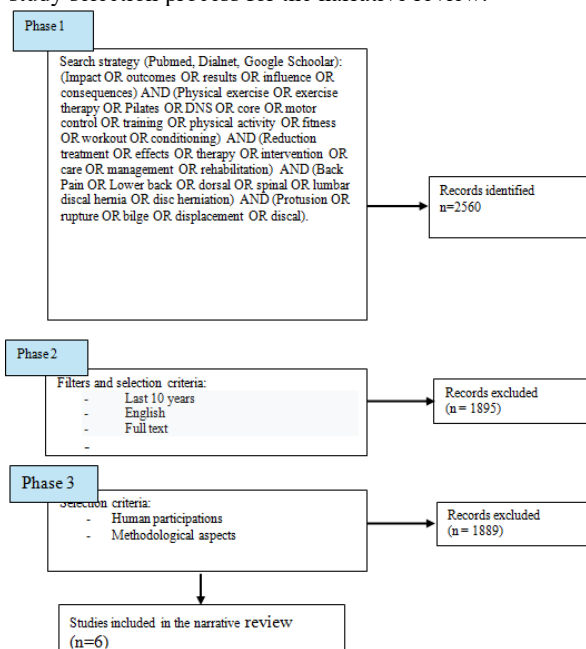 Study selection process for the narrative review.
Phase 1
Search strategy (Pubmed, Dialnet, Google Schoolar):
(Impact OR outcomes OR results OR influence OR
consequences) AND (Physical exercise OR exercise
therapy OR Pilates OR DNS OR core OR motor
control OR training OR physical activity OR fitness
OR workout OR conditioning) AND (Reduction
treatment OR effects OR therapy OR intervention OR
care OR management OR rehabilitation) AND (Back
Pain OR Lower back OR dorsal OR spinal OR lumbar
discal hernia OR disc herniation) AND (Protusion OR
rupture OR bilge OR displacement OR discal).
Records identified
n=2560
Phase 2
Filters and selection criteria:
- Last 10 years
- English
- Full text
-
Records excluded
(n = 1895)
Phase 3
Selection criteria:
- Human participations
- Methodological aspects
Records excluded
(n = 1889)
Studies included in the narrative review
(n=6)